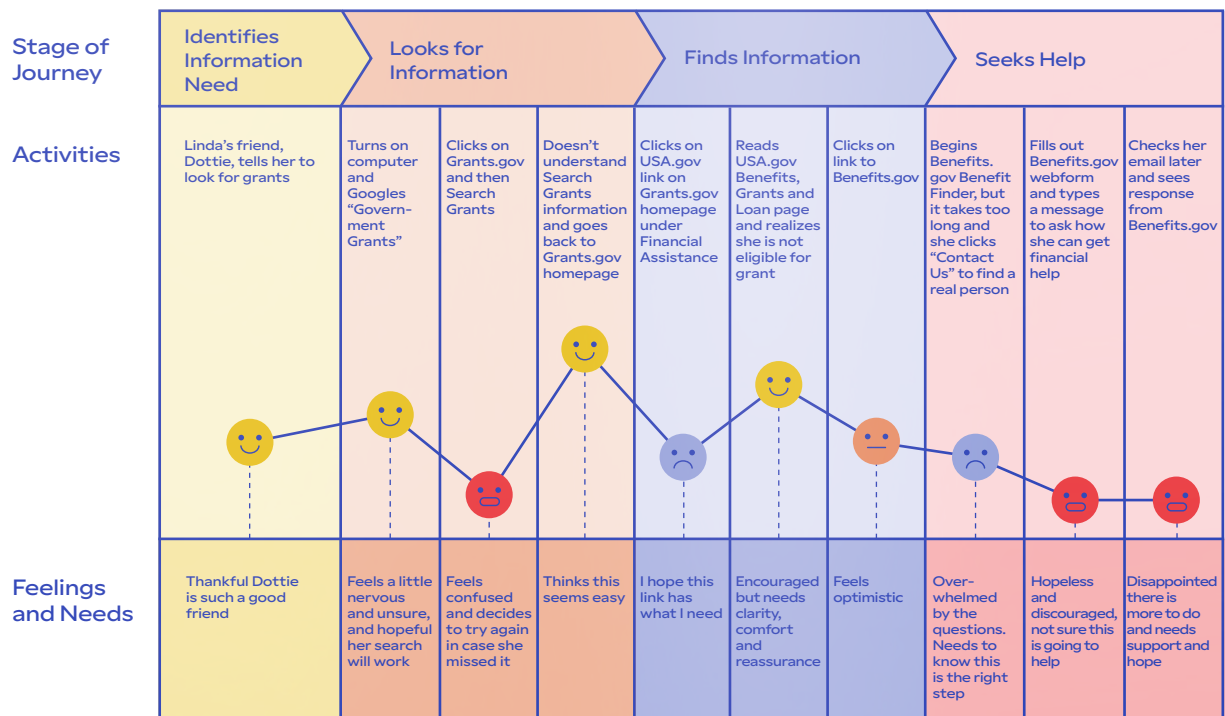 Stage of
Journey
Identifies
Information
Need
Looks for
Information
Finds Information
Seeks Help
Activities
Linda's friend,
Dottie, tells her to
look for grants
Turns on
computer
and
Googles
"Govern-
ment
Grants"
Clicks on
Grants.gov
and then
Search
Grants
Doesn't
understand
Search
Grants
information
and goes
back to
Grants.gov
homepage
Clicks on
USA.gov
link on
Grants.gov
homepage
under
Financial
Assistance
Reads
USA.gov
Benefits,
Grants and
Loan page
and realizes
she is not
eligible for
grant
Clicks on
link to
Benefits.gov
Begins
Benefits.
gov Benefit
Finder, but
it takes too
long and
she clicks
"Contact
Us" to find a
real person
Fills out
Benefits.gov
webform
and types
a message
to ask how
she can get
financial
help
Checks her
email later
and sees
response
from
Benefits.gov
Feelings
and Needs
Thankful Dottie
is such a good
friend
Feels a little
nervous
and unsure,
and hopeful
her search
will work
Feels
confused
and decides
to try again
in case she
missed it
Thinks this
seems easy
I hope this
link has
what I need
Encouraged
but needs
clarity,
comfort
and
reassurance
Feels
optimistic
Over-
whelmed
by the
questions.
Needs to
know this
is the right
step
Hopeless
and
discouraged,
not sure this
is going to
help
Disappointed
there is
more to do
and needs
support and
hope